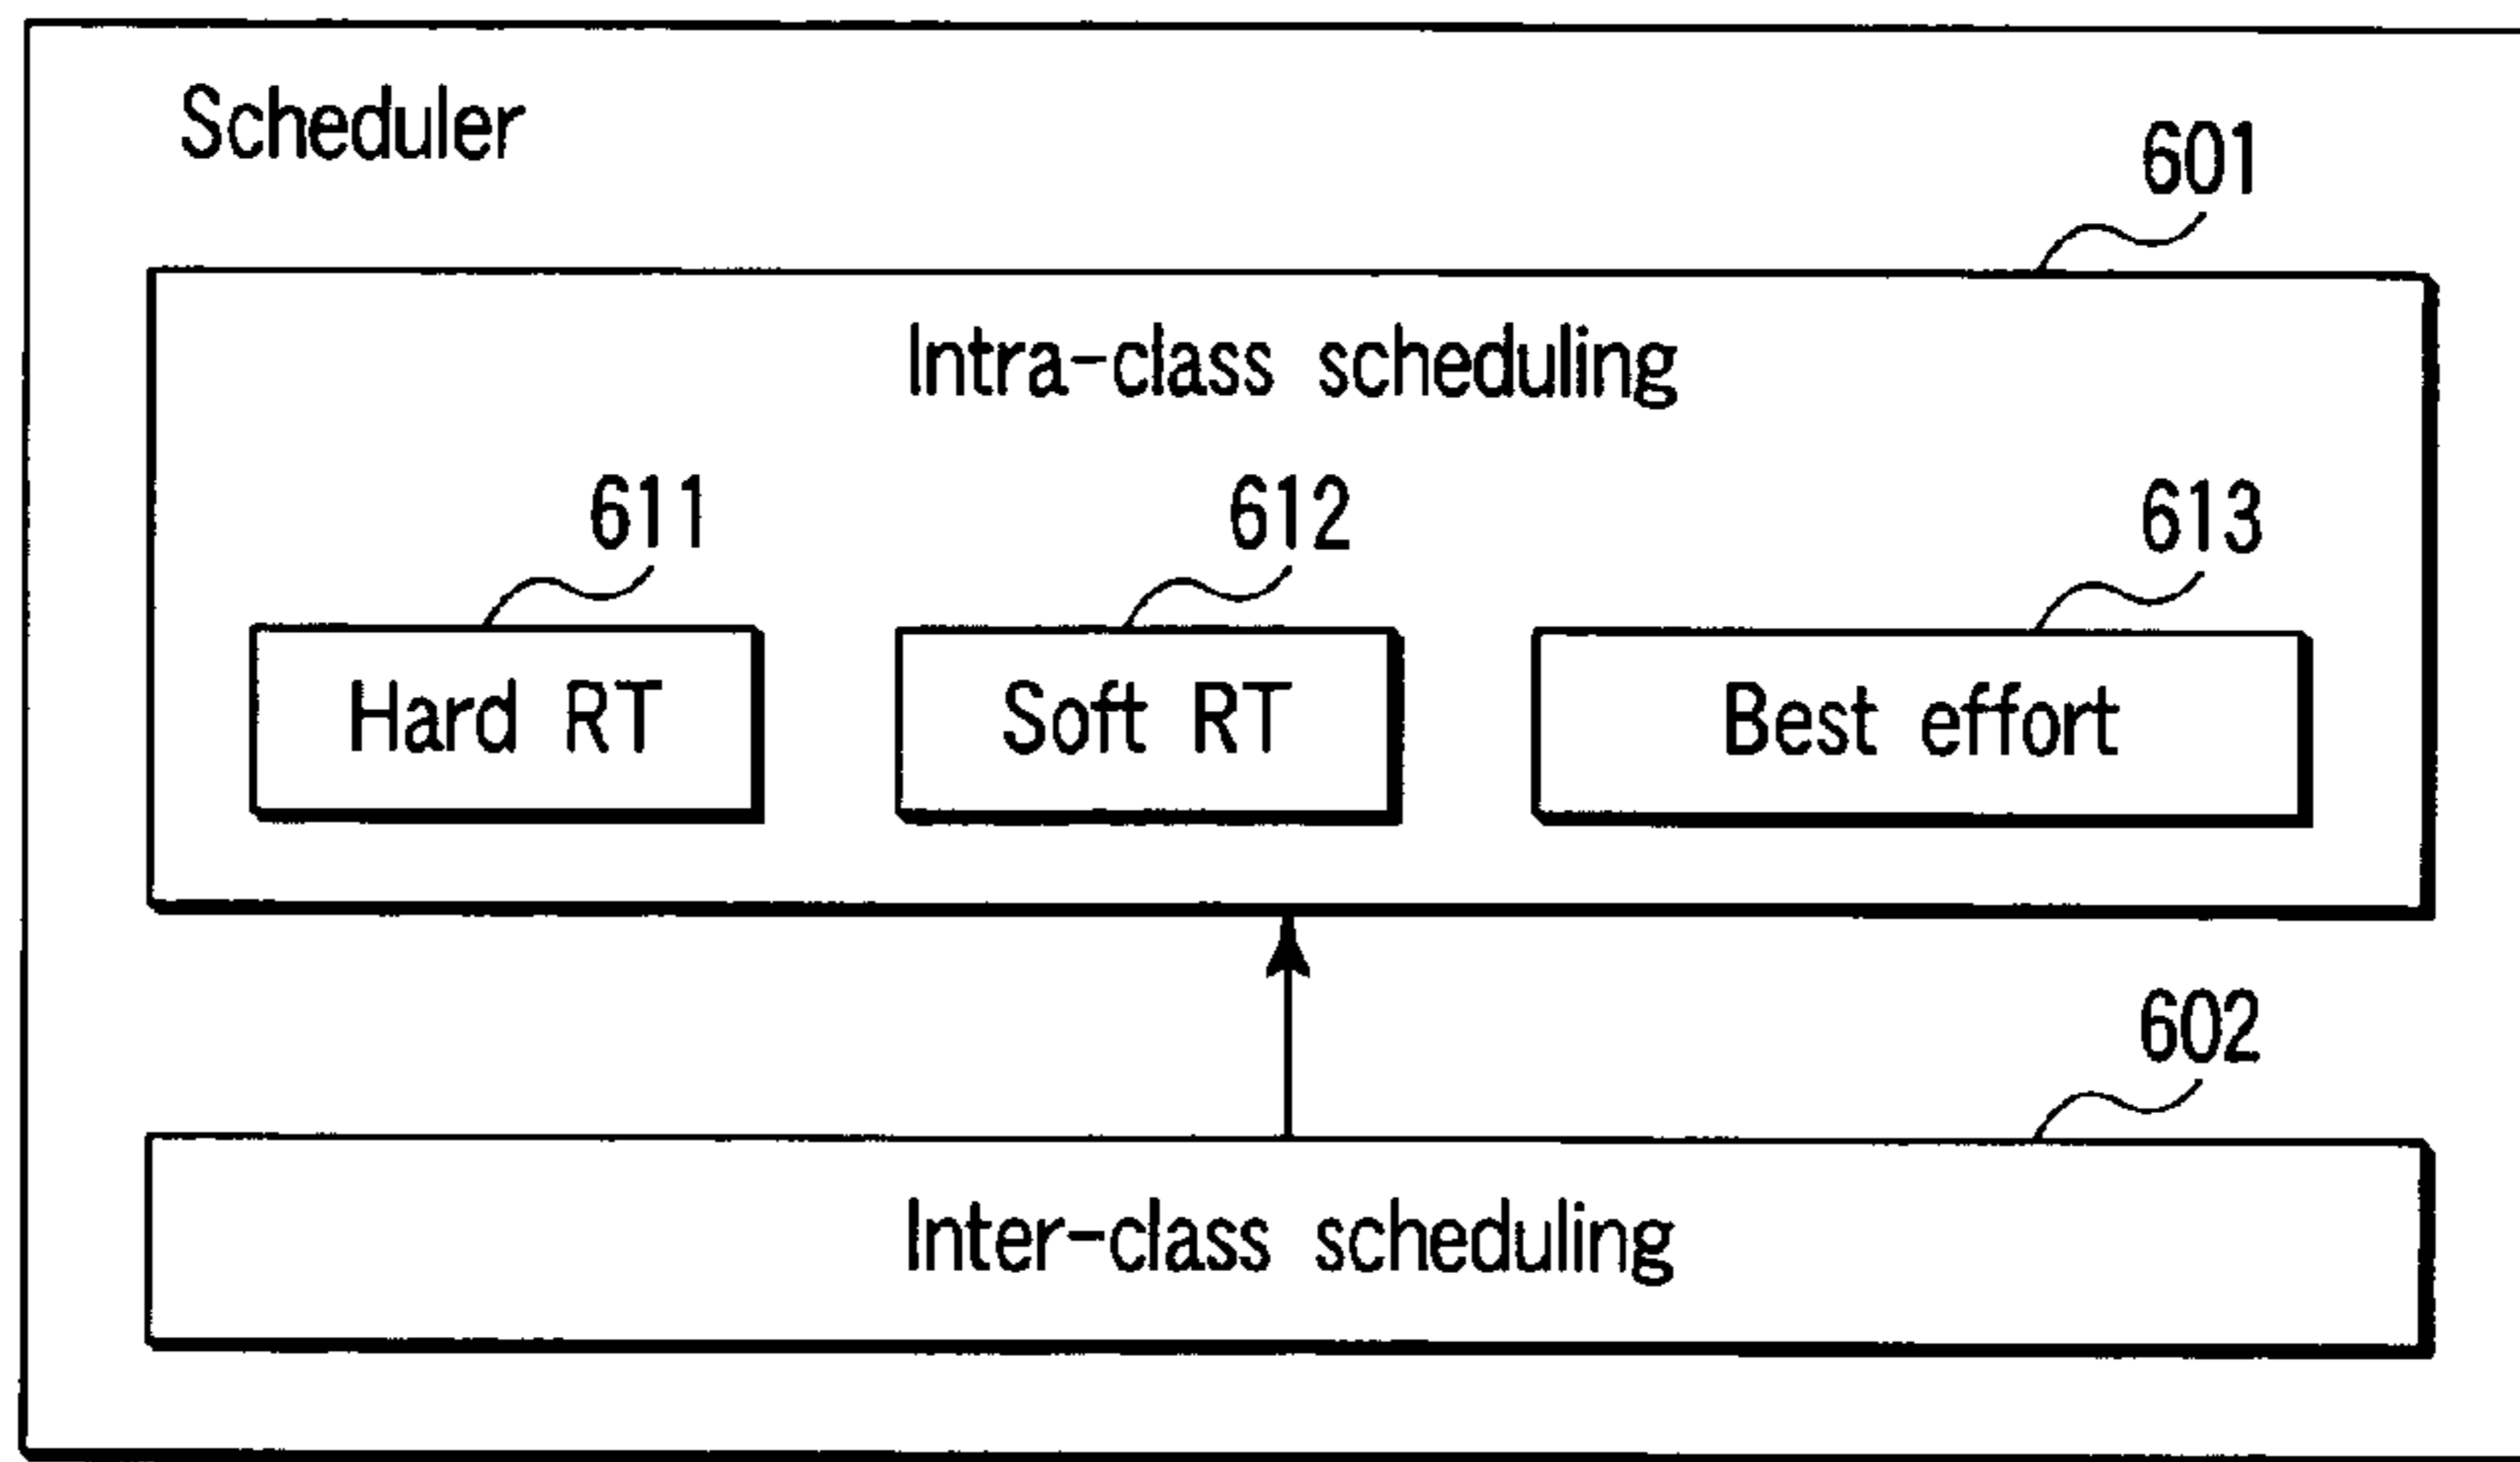 Scheduler
601
Intra-class scheduling
611
612
613
Hard RT
Soft RT
Best effort
602
Inter-class scheduling